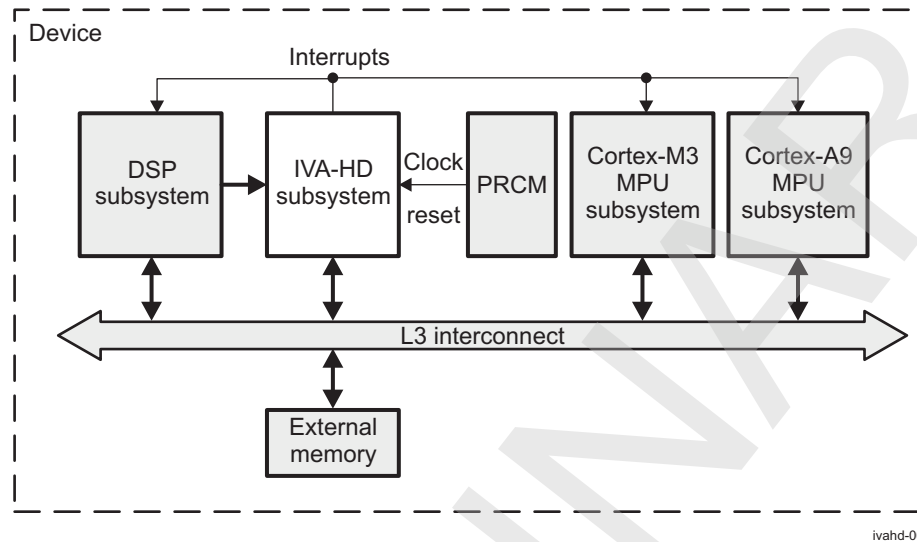 Device
Interrupts
DSP
subsystem
IVA-HD
subsystem
Clock
reset
PRCM
Cortex-M3
MPU
subsystem
Cortex-A9
MPU
subsystem
L3 interconnect
External
memory
ivahd-0
INAR